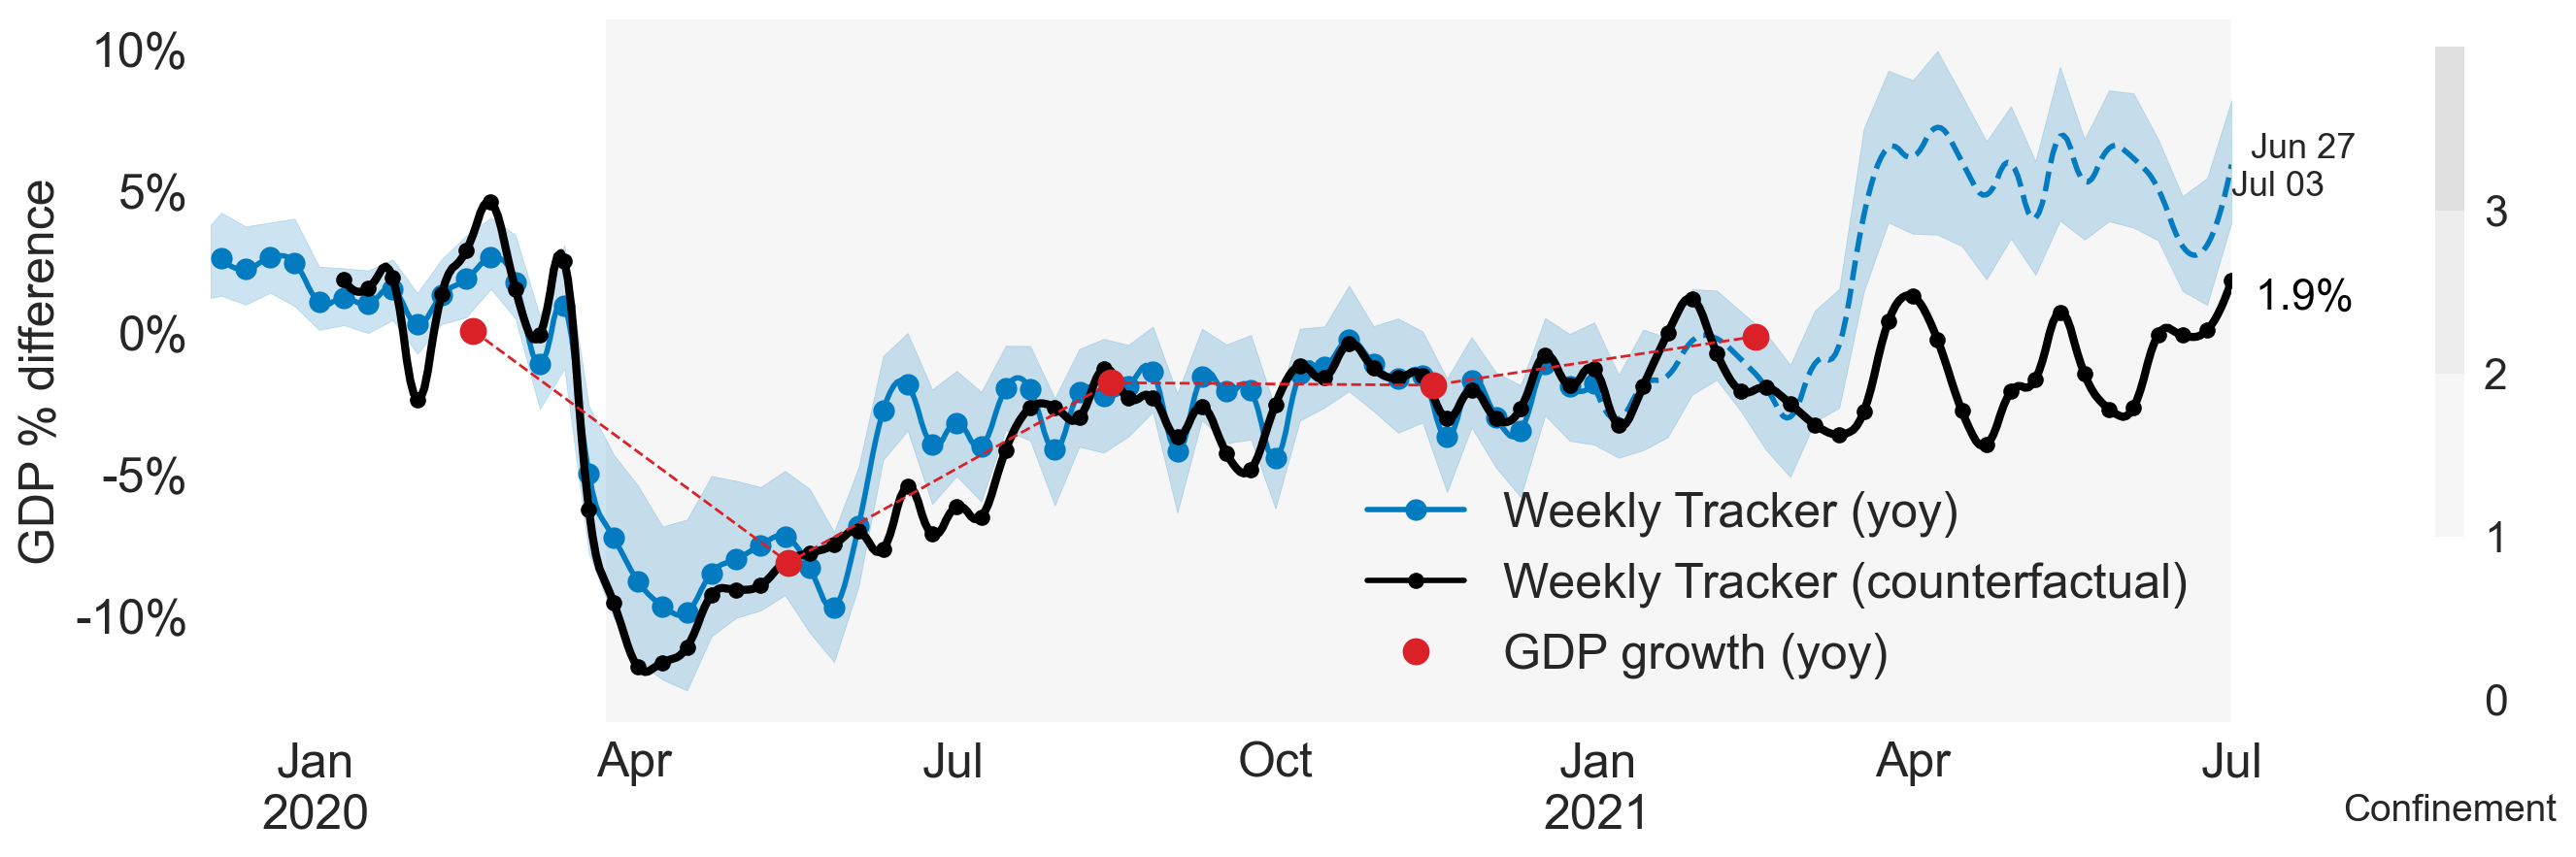 10%
5%
0%
-5%
-10%
GDP % difference
Jan
2020
Apr
Jul
Oct
Jan
2021
Apr
Jul
Jun 27
Jul 03
1.9%
Weekly Tracker (yoy)
Weekly Tracker (counterfactual)
GDP growth (yoy)
3
2
1
0
Confinement